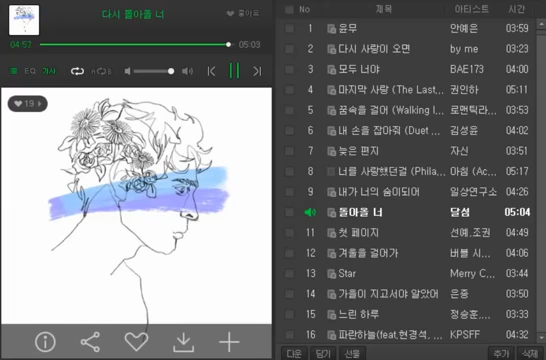 다시 돌아올 너
좋아요
04:57
05:03
EQ 가사
19
No 제목 아티스트 시간
1 윤무 안예은 03:59
2 다시 사랑이 오면 by me 03:23
3 모두 너야 BAE173 04:00
4 마지막 사랑 (The Last... 권인하 05:11
5 꿈속을 걸어 (Walking I... 로맨틱라... 03:53
6 내 손을 잡아줘 (Duet ... 김성윤 04:02
7 늦은 편지 자신 03:51
8 너를 사랑했던걸 (Phila... 아침 (Ac... 05:17
9 내가 너의 숨이되어 일상연구소 04:26
돌아올 너 달섬 05:04
11 첫 페이지 선예,조권 04:49
12 겨울을 걸어가 버블 시... 04:06
13 Star Merry C... 03:44
14 가을이 지고서야 알았어 은종 03:50
15 느린 하루 정승훈,... 03:33
16 파란하늘(feat,현경석, ... KPSFF 04:32
다운 담기 선물 추가 삭제